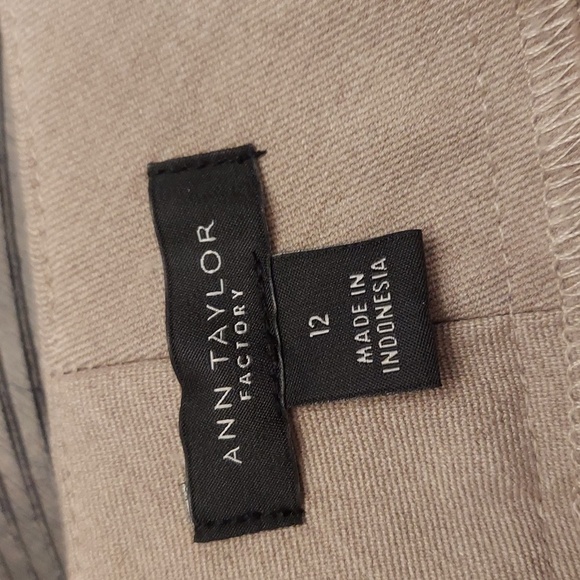 ANN TAYLOR
FACTORY
12
MADE IN
INDONESIA